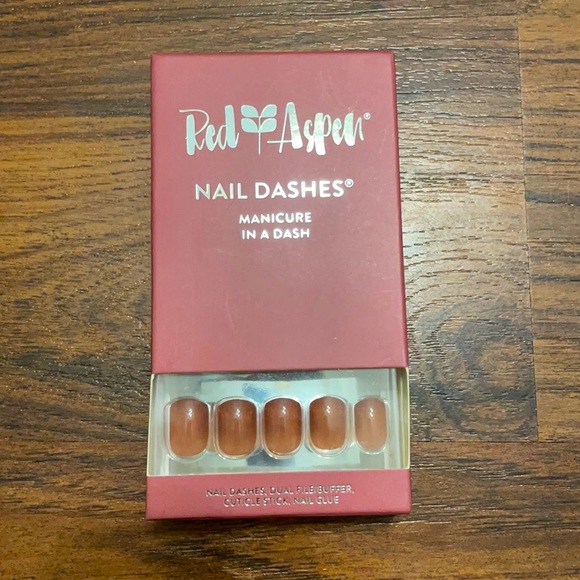 Red Aspen®
NAIL DASHES®
MANICURE
IN A DASH
NAIL DASHES, DUAL FILE/BUFFER,
CUTICLE STICK, NAIL GLUE